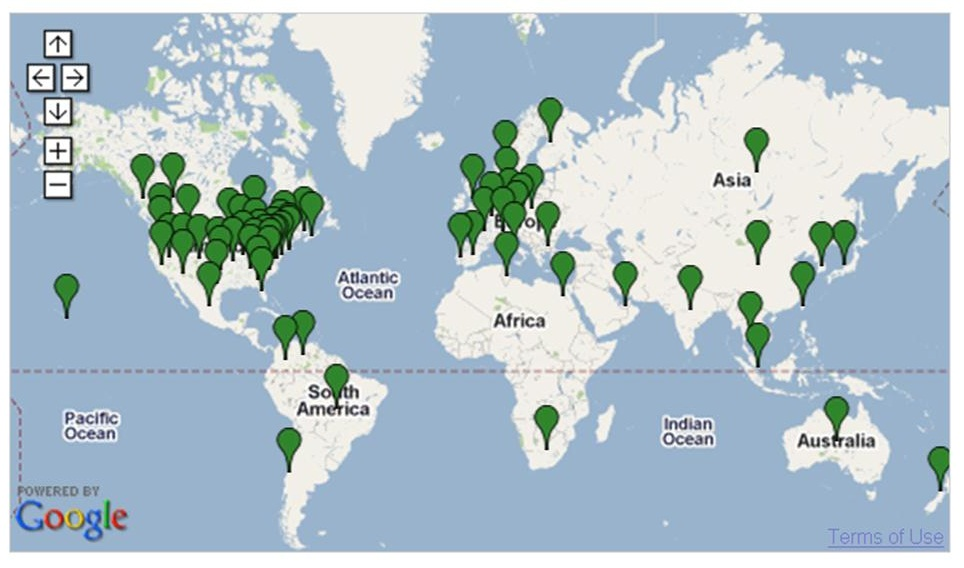 Asia
Atlantic
Ocean
Africa
South
America
Pacific
Ocean
Indian
Ocean
Australia
POWERED BY
Google
Terms of Use